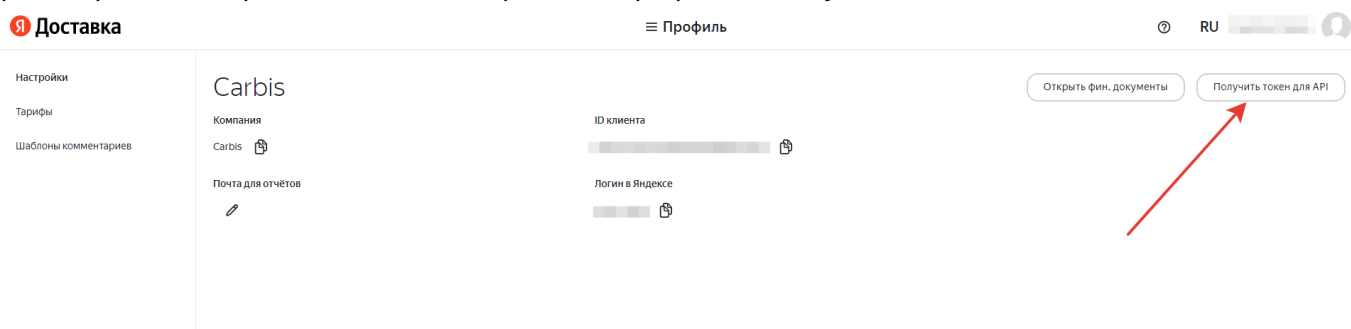 Я Доставка
Профиль
RU
Настройки
Carbis
Открыть фин. документы
Получить токен для API
Тарифы
Компания
ID клиента
Шаблоны комментариев
Carbis
Почта для отчётов
Логин в Яндексе